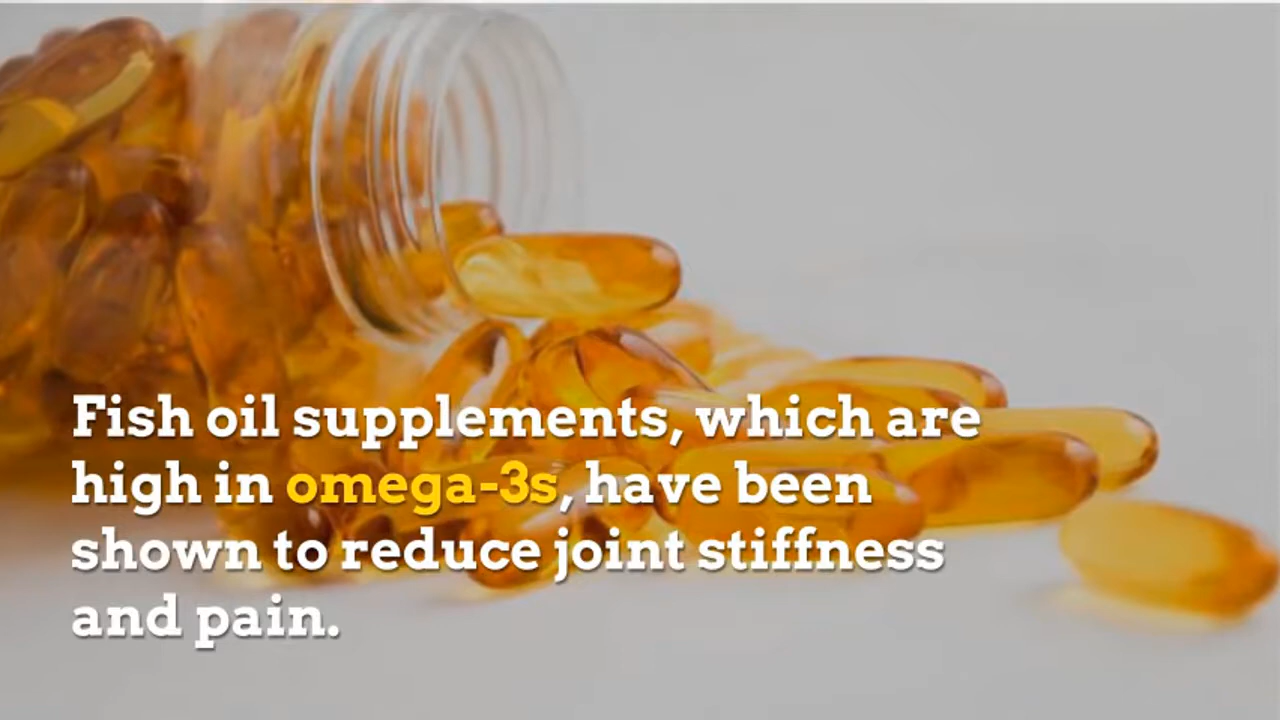 Fish oil supplements, which are
high in omega-3s, have been
shown to reduce joint stiffness
and pain.